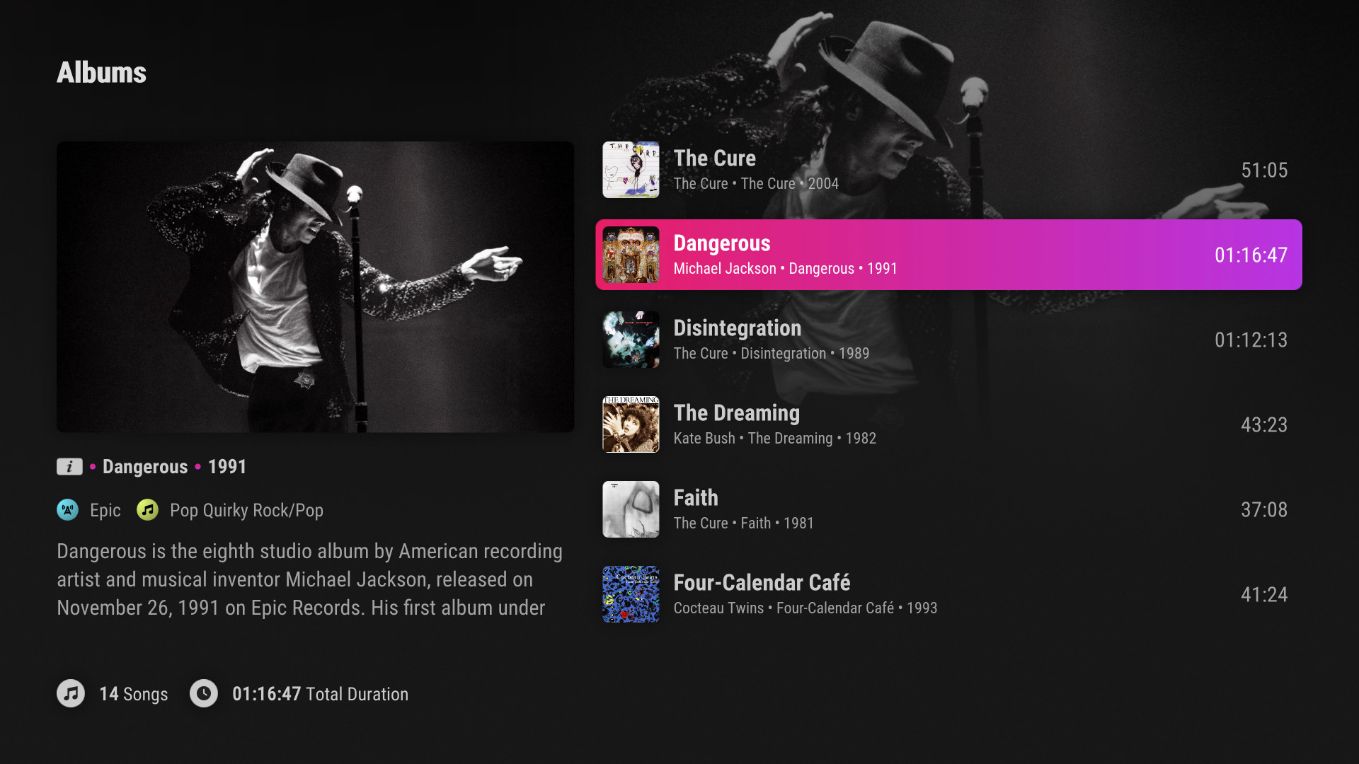 Albums
Dangerous • 1991
Epic
Pop Quirky Rock/Pop
Dangerous is the eighth studio album by American recording
artist and musical inventor Michael Jackson, released on
November 26, 1991 on Epic Records. His first album under
14 Songs
01:16:47 Total Duration
The Cure
The Cure • The Cure • 2004
51:05
Dangerous
Michael Jackson • Dangerous • 1991
01:16:47
Disintegration
The Cure • Disintegration • 1989
01:12:13
THE DREAMING
The Dreaming
Kate Bush • The Dreaming • 1982
43:23
Faith
The Cure • Faith • 1981
37:08
Four-Calendar Café
Cocteau Twins • Four-Calendar Café • 1993
41:24